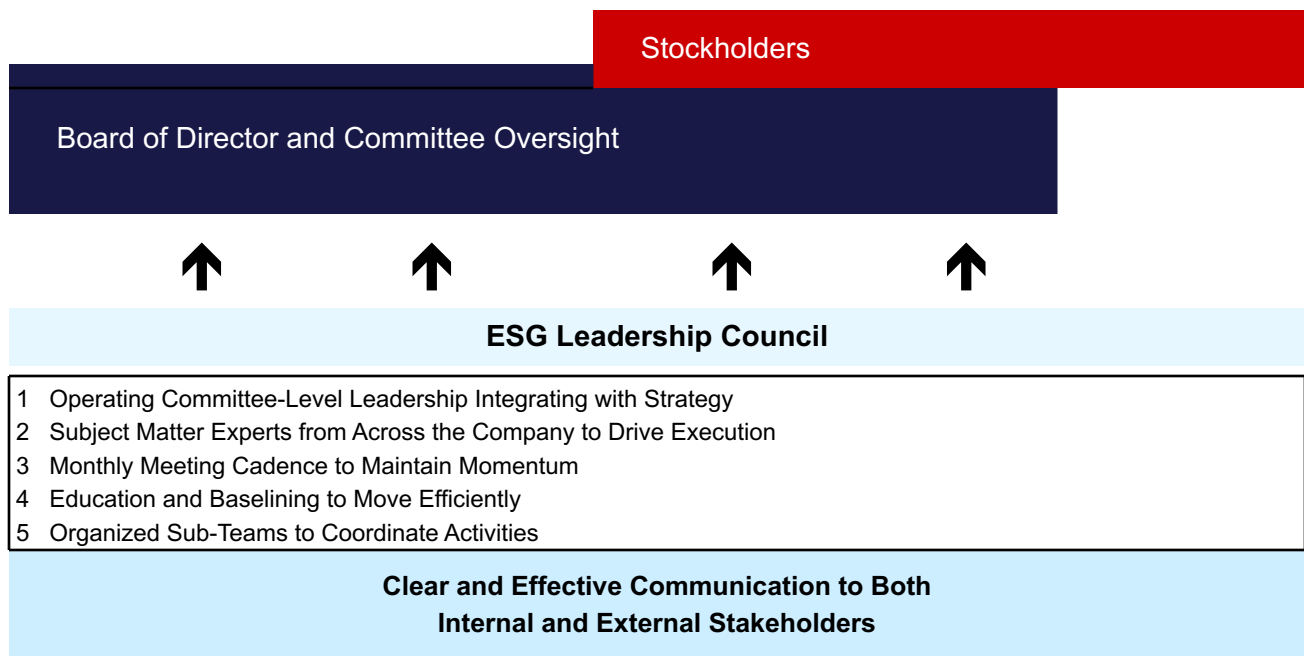 Stockholders
Board of Director and Committee Oversight
ESG Leadership Council
1 Operating Committee-Level Leadership Integrating with Strategy
2 Subject Matter Experts from Across the Company to Drive Execution
3 Monthly Meeting Cadence to Maintain Momentum
4 Education and Baselining to Move Efficiently
5 Organized Sub-Teams to Coordinate Activities
Clear and Effective Communication to Both
Internal and External Stakeholders